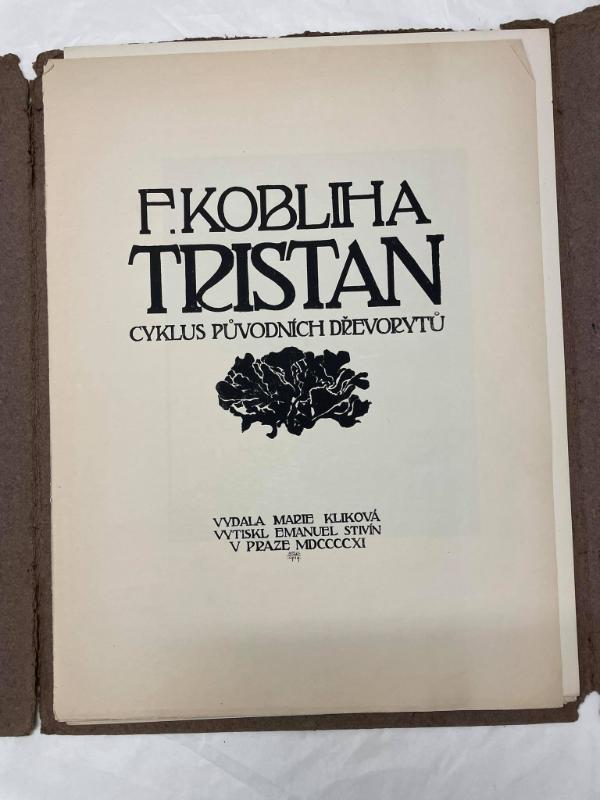 F. KOBLIHA
TRISTAN
CYKLUS PŮVODNÍCH DŘEVORYTŮ
VYDALA MARIE KLIKOVÁ
VYTISKL EMANUEL STIVÍN
V PRAZE MDCCCCXI